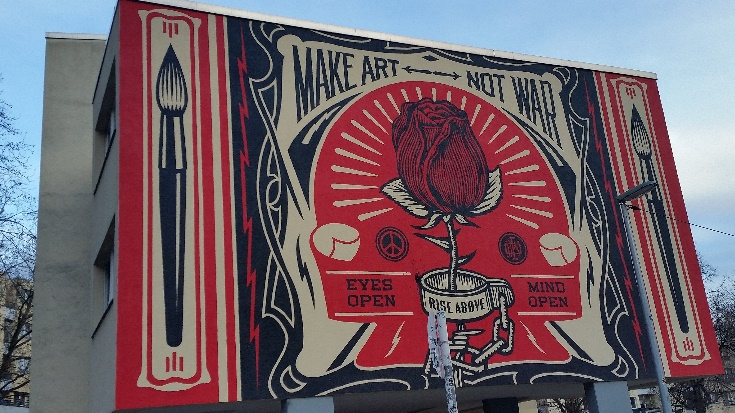 MAKE ART NOT WAR
EYES
OPEN
MIND
OPEN
RISE ABOVE